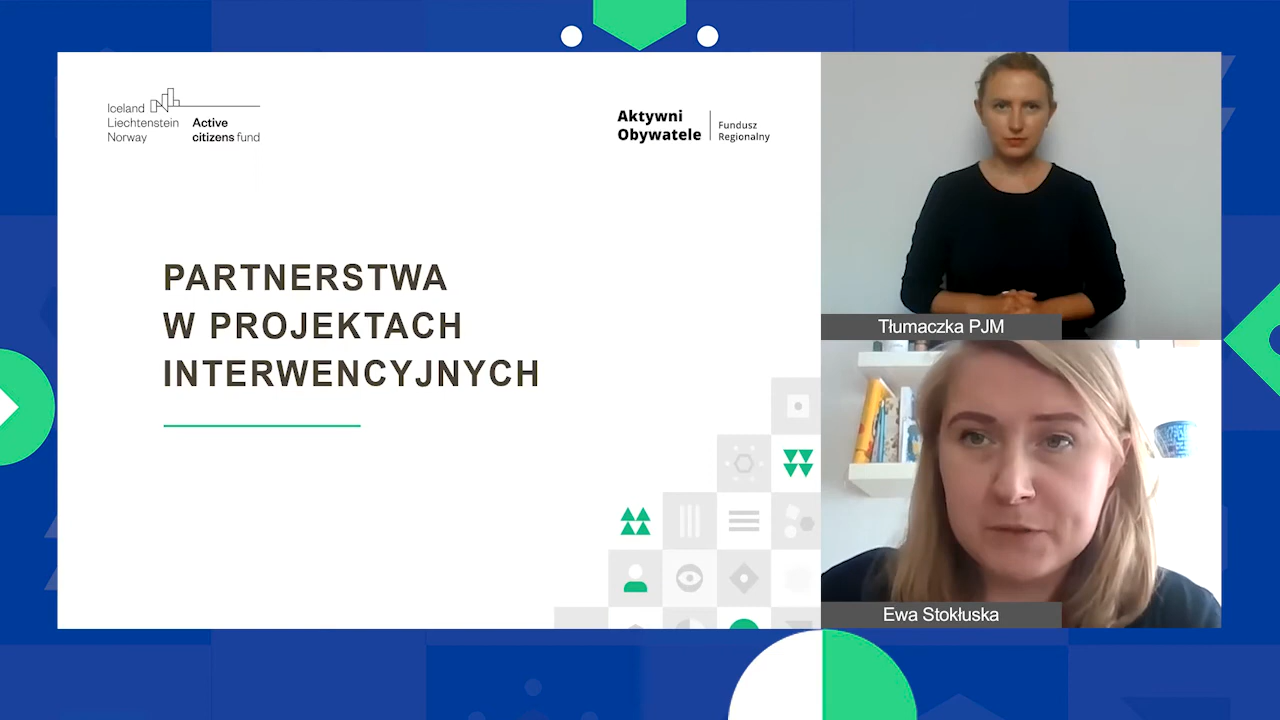 Iceland
Liechtenstein
Norway
Active
citizens fund
Aktywni
Obywatele
Fundusz
Regionalny
PARTNERSTWA
W PROJEKTACH
INTERWENCYJNYCH
Tłumaczka PJM
Ewa Stokłuska